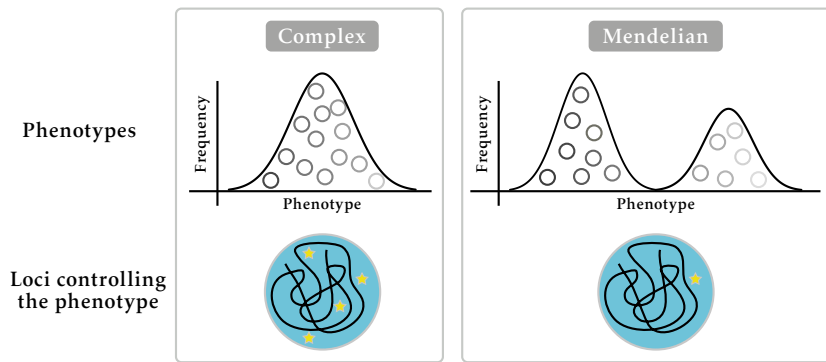 Complex
Mendelian
Phenotypes
Frequency
Phenotype
Frequency
Phenotype
Loci controlling
the phenotype